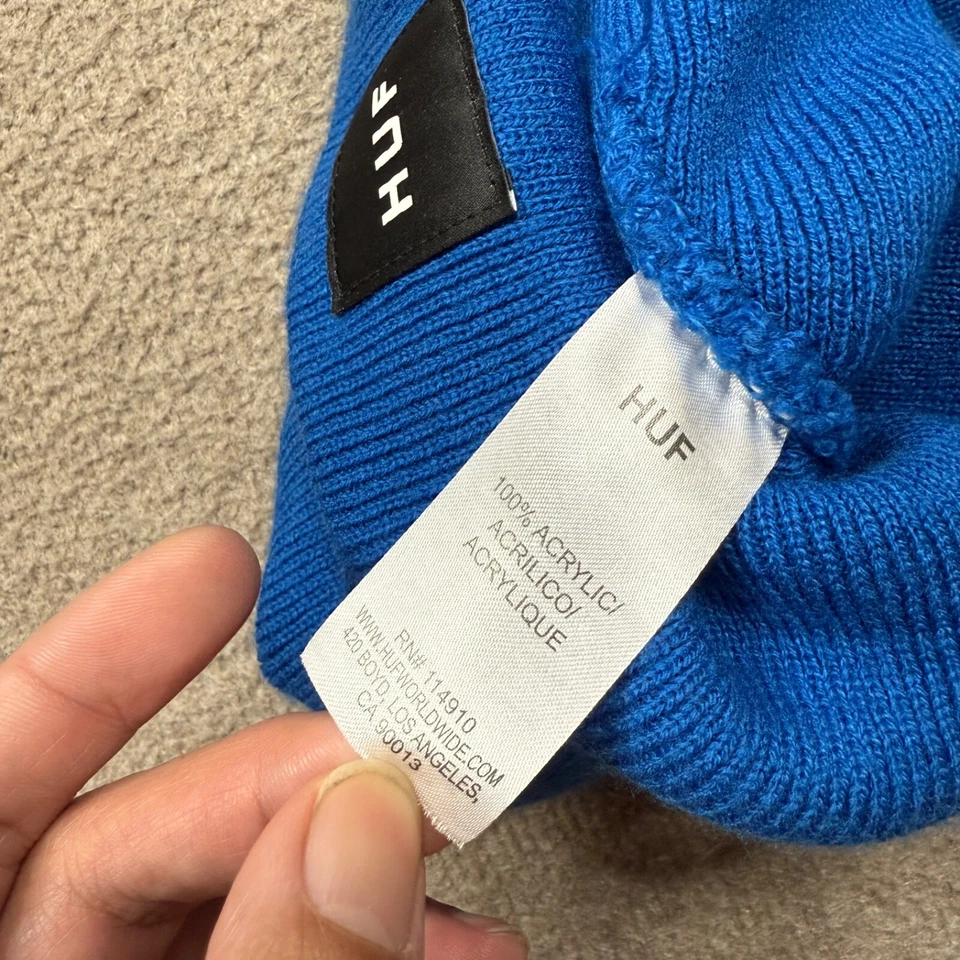 HUF
HUF
100% ACRYLIC/
ACRILICO/
ACRYLIQUE
RN# 114910
WWW.HUFWORLDWIDE.COM
420 BOYD, LOS ANGELES,
CA 90013